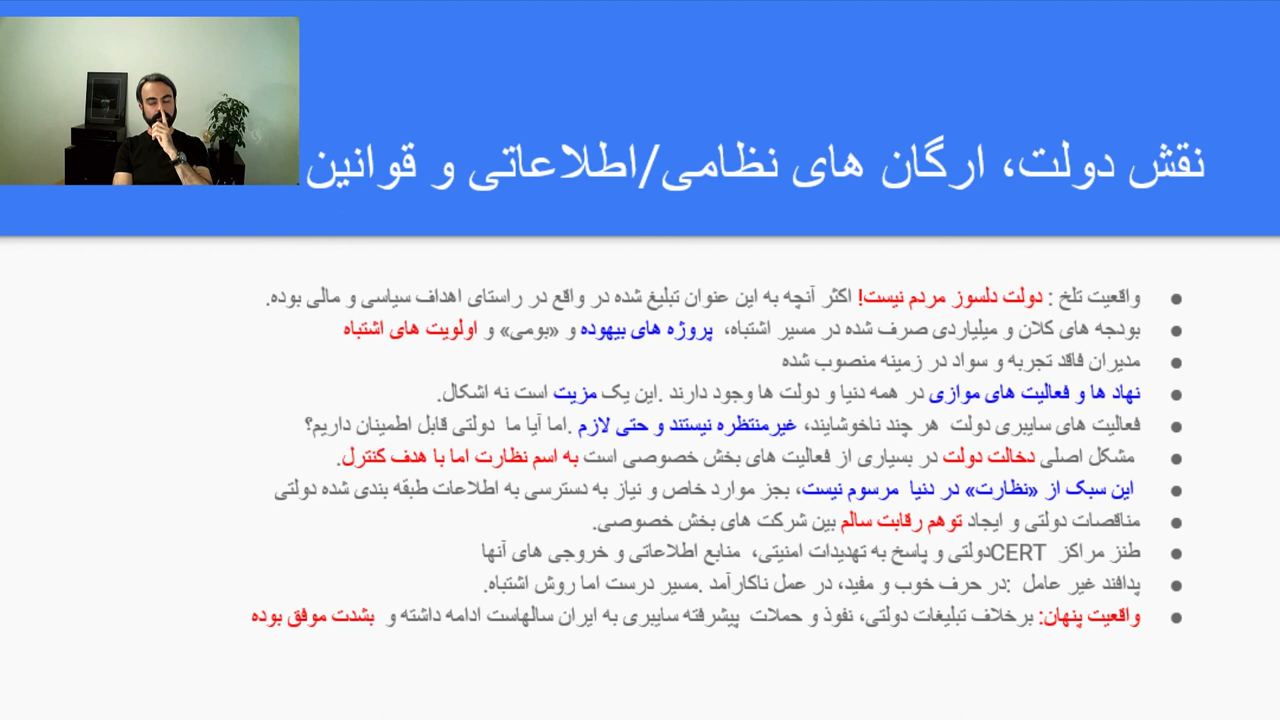 نقش دولت، ارگان های نظامی/اطلاعاتی و قوانین
واقعیت تلخ : دولت دلسوز مردم نیست! اکثر آنچه به این عنوان تبلیغ شده در واقع در راستای اهداف سیاسی و مالی بوده.
بودجه های کلان و میلیاردی صرف شده در مسیر اشتباه، پروژه های بیهوده و «بومی» و اولویت های اشتباه
مدیران فاقد تجربه و سواد در زمینه منصوب شده
نهاد ها و فعالیت های موازی در همه دنیا و دولت ها وجود دارند .این یک مزیت است نه اشکال.
فعالیت های سایبری دولت هر چند ناخوشایند، غیرمنتظره نیستند و حتی لازم .اما آیا ما دولتی قابل اطمینان داریم؟
مشکل اصلی دخالت دولت در بسیاری از فعالیت های بخش خصوصی است به اسم نظارت اما با هدف کنترل.
این سبک از «نظارت» در دنیا مرسوم نیست، بجز موارد خاص و نیاز به دسترسی به اطلاعات طبقه بندی شده دولتی
مناقصات دولتی و ایجاد توهم رقابت سالم بین شرکت های بخش خصوصی.
طنز مراکز CERTدولتی و پاسخ به تهدیدات امنیتی، منابع اطلاعاتی و خروجی های آنها
پدافند غیر عامل :در حرف خوب و مفید، در عمل ناکارآمد .مسیر درست اما روش اشتباه.
واقعیت پنهان: برخلاف تبلیغات دولتی، نفوذ و حملات پیشرفته سایبری به ایران سالهاست ادامه داشته و بشدت موفق بوده